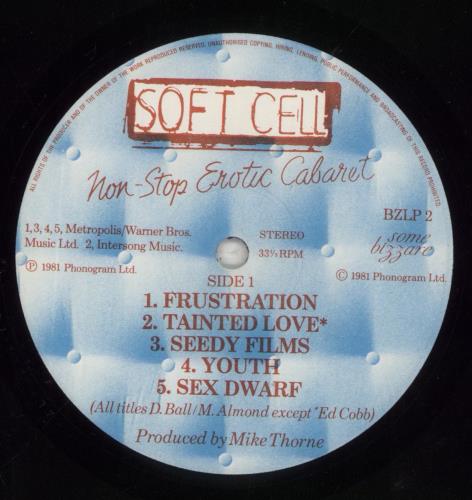 ALL RIGHTS OF THE PRODUCER AND OF THE OWNER OF THE WORK REPRODUCED RESERVED. UNAUTHORISED COPYING, HIRING, LENDING, PUBLIC PERFORMANCE AND BROADCASTING OF THIS RECORD PROHIBITED
SOFT CELL
Non-Stop Erotic Cabaret
1, 3, 4, 5, Metropolis/Warner Bros.
Music Ltd. 2, Intersong Music.
℗ 1981 Phonogram Ltd.
STEREO
33⅓ RPM
BZLP 2
some
bizzare
© 1981 Phonogram Ltd.
SIDE 1
1. FRUSTRATION
2. TAINTED LOVE*
3. SEEDY FILMS
4. YOUTH
5. SEX DWARF
(All titles D. Ball/M. Almond except *Ed Cobb)
Produced by Mike Thorne